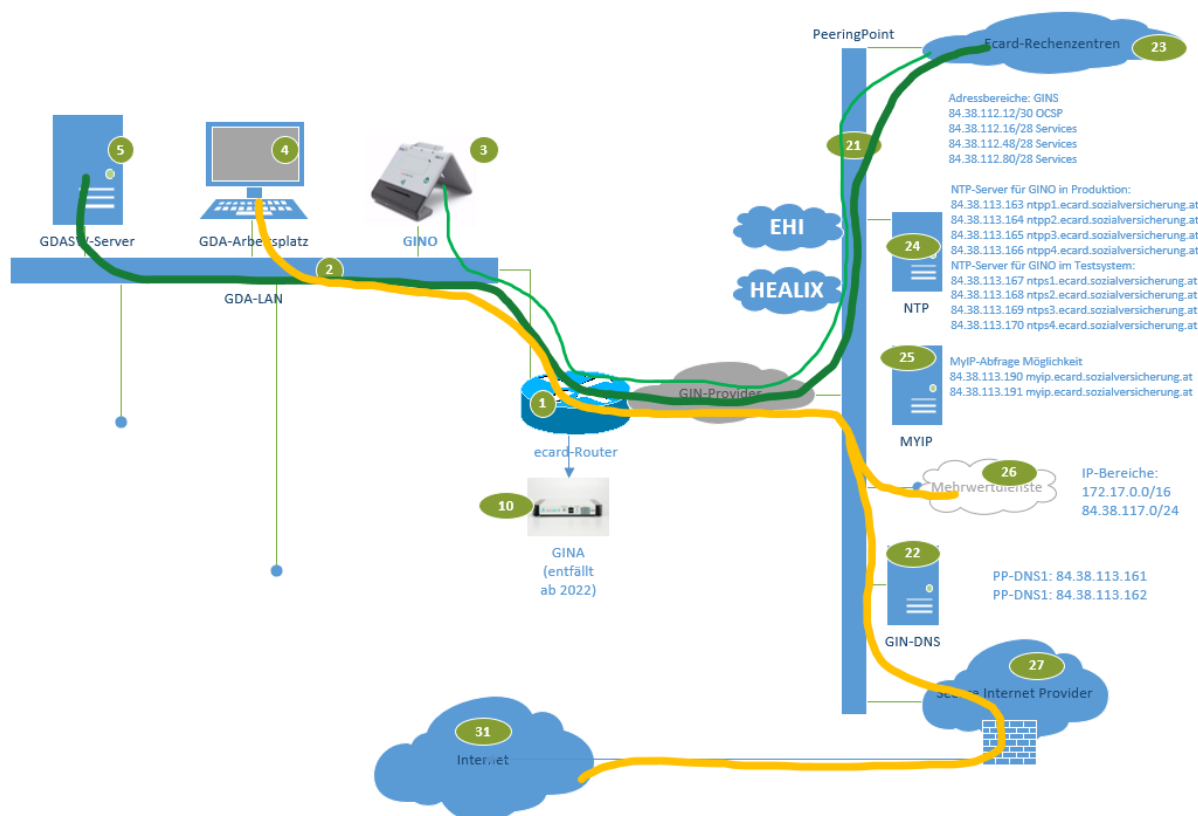 PeeringPoint
Ecard-Rechenzentren
23
Adressbereiche: GINS
84.38.112.12/30 OCSP
84.38.112.16/28 Services
84.38.112.48/28 Services
84.38.112.80/28 Services
21
5
4
3
GDASW-Server
GDA-Arbeitsplatz
GINO
2
GDA-LAN
EHI
HEALIX
NTP-Server für GINO in Produktion:
84.38.113.163 ntpp1.ecard.sozialversicherung.at
84.38.113.164 ntpp2.ecard.sozialversicherung.at
84.38.113.165 ntpp3.ecard.sozialversicherung.at
84.38.113.166 ntpp4.ecard.sozialversicherung.at
NTP-Server für GINO im Testsystem:
84.38.113.167 ntps1.ecard.sozialversicherung.at
84.38.113.168 ntps2.ecard.sozialversicherung.at
84.38.113.169 ntps3.ecard.sozialversicherung.at
84.38.113.170 ntps4.ecard.sozialversicherung.at
24
NTP
25
MyIP-Abfrage Möglichkeit
84.38.113.190 myip.ecard.sozialversicherung.at
84.38.113.191 myip.ecard.sozialversicherung.at
MYIP
1
GIN-Provider
ecard-Router
10
GINA
(entfällt
ab 2022)
26
Mehrwertdienste
IP-Bereiche:
172.17.0.0/16
84.38.117.0/24
22
GIN-DNS
PP-DNS1: 84.38.113.161
PP-DNS1: 84.38.113.162
27
Secure Internet Provider
31
Internet